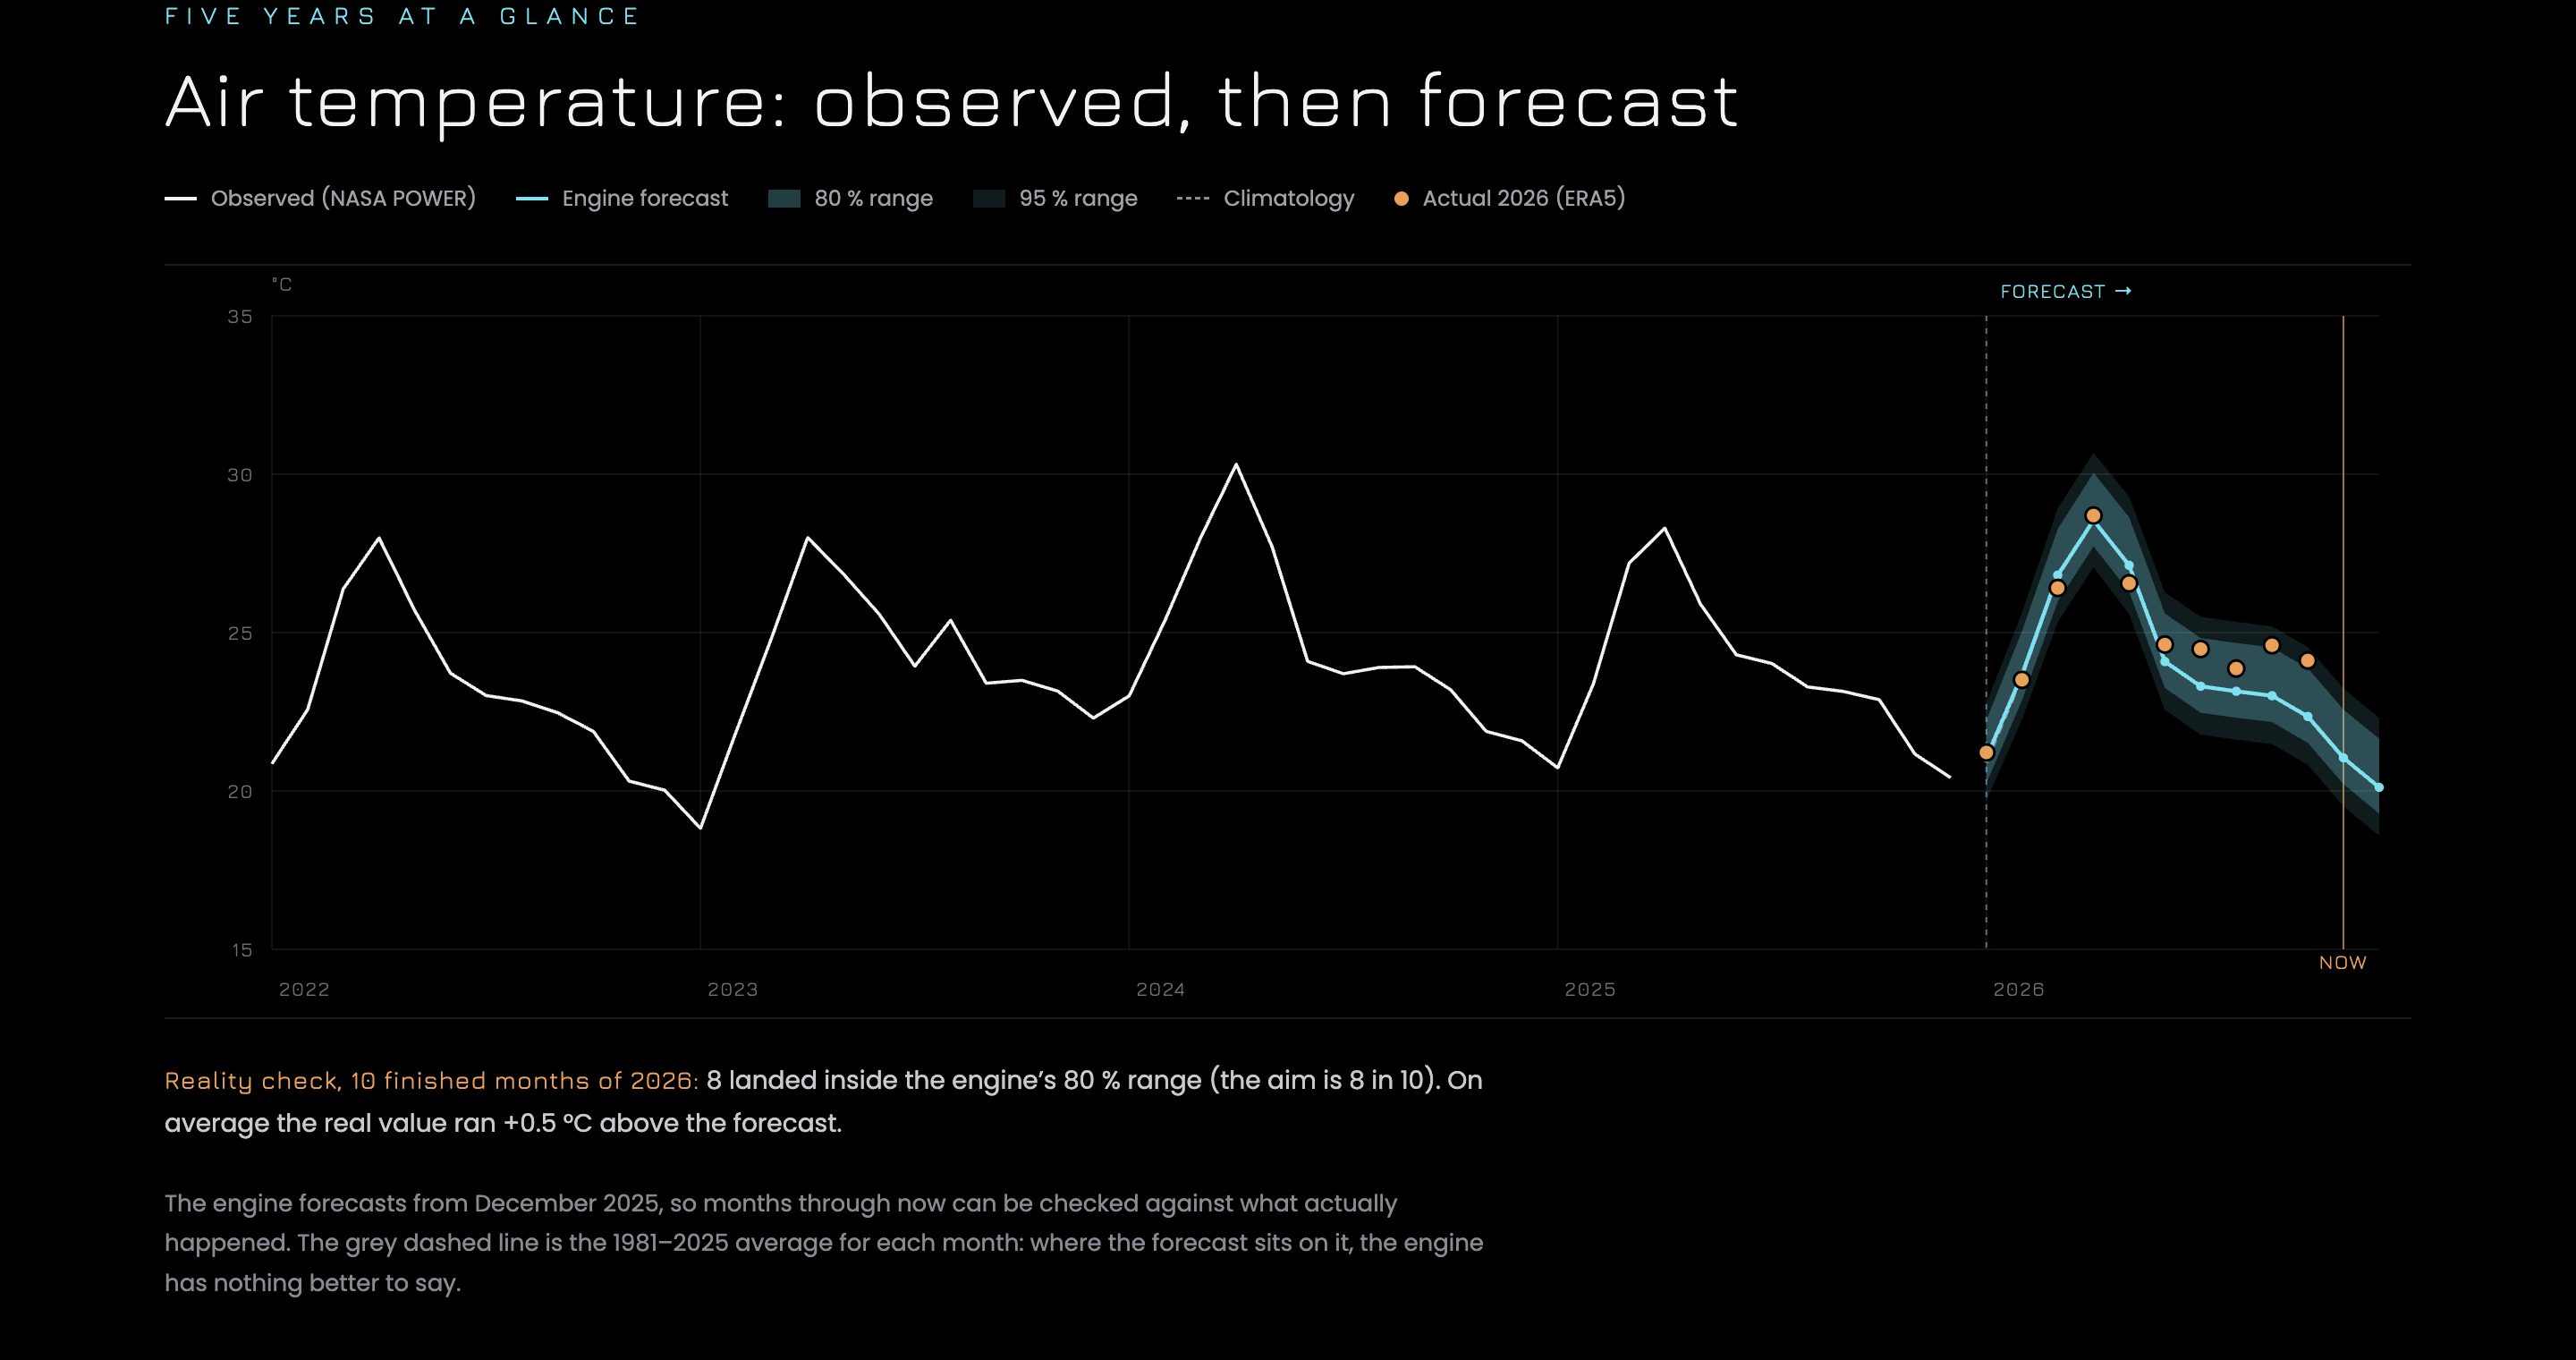 FIVE YEARS AT A GLANCE
Air temperature: observed, then forecast
Observed (NASA POWER) Engine forecast 80 % range 95 % range Climatology Actual 2026 (ERA5)
°C
FORECAST →
35
30
25
20
15
NOW
2022 2023 2024 2025 2026
Reality check, 10 finished months of 2026: 8 landed inside the engine’s 80 % range (the aim is 8 in 10). On
average the real value ran +0.5 °C above the forecast.
The engine forecasts from December 2025, so months through now can be checked against what actually
happened. The grey dashed line is the 1981–2025 average for each month: where the forecast sits on it, the engine
has nothing better to say.